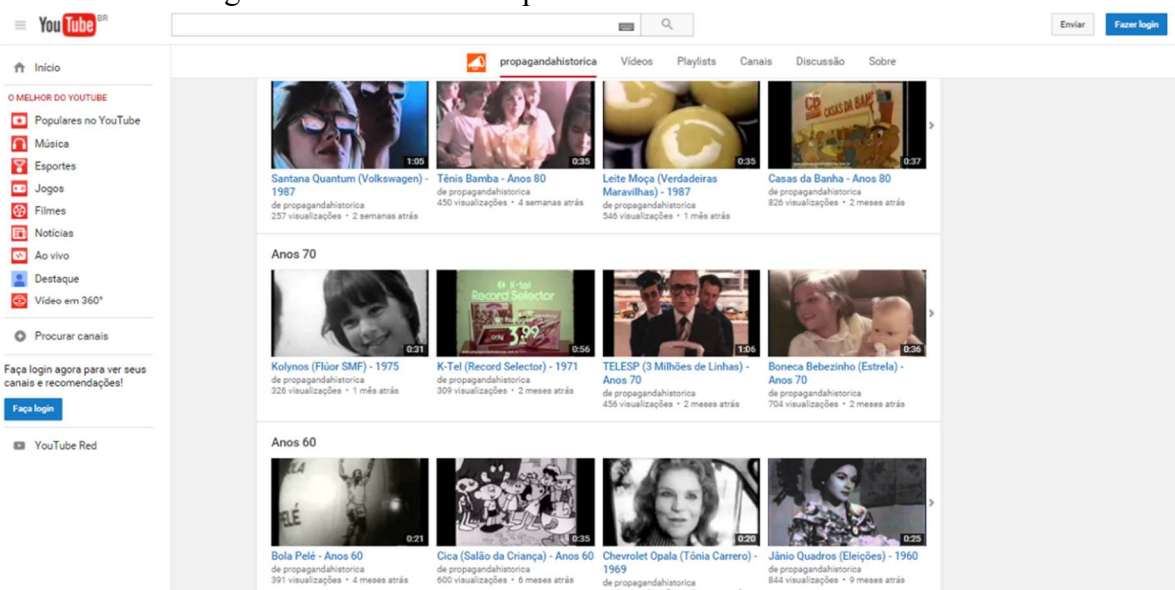 YouTube BR
Enviar
Fazer login
Início
propagandahistorica
Vídeos
Playlists
Canais
Discussão
Sobre
O MELHOR DO YOUTUBE
Populares no YouTube
Música
Esportes
Jogos
Filmes
Notícias
Ao vivo
Destaque
Vídeo em 360°
Procurar canais
Faça login agora para ver seus
canais e recomendações!
Faça login
YouTube Red
CB CASAS DA BANHA
1:05
0:35
0:35
0:37
Santana Quantum (Volkswagen) -
1987
de propagandahistorica
257 visualizações • 2 semanas atrás
Tênis Bamba - Anos 80
de propagandahistorica
450 visualizações • 4 semanas atrás
Leite Moça (Verdadeiras
Maravilhas) - 1987
de propagandahistorica
546 visualizações • 1 mês atrás
Casas da Banha - Anos 80
de propagandahistorica
826 visualizações • 2 meses atrás
Anos 70
K-tel
Record Selector
only 3.99
0:31
0:56
1:06
0:36
Kolynos (Flúor SMF) - 1975
de propagandahistorica
326 visualizações • 1 mês atrás
K-Tel (Record Selector) - 1971
de propagandahistorica
309 visualizações • 2 meses atrás
TELESP (3 Milhões de Linhas) -
Anos 70
de propagandahistorica
456 visualizações • 2 meses atrás
Boneca Bebezinho (Estrela) -
Anos 70
de propagandahistorica
704 visualizações • 2 meses atrás
Anos 60
PELÉ
0:21
0:35
0:20
0:25
Bola Pelé - Anos 60
de propagandahistorica
391 visualizações • 4 meses atrás
Cica (Salão da Criança) - Anos 60
de propagandahistorica
600 visualizações • 6 meses atrás
Chevrolet Opala (Tônia Carrero) -
1969
de propagandahistorica
Jânio Quadros (Eleições) - 1960
de propagandahistorica
844 visualizações • 9 meses atrás